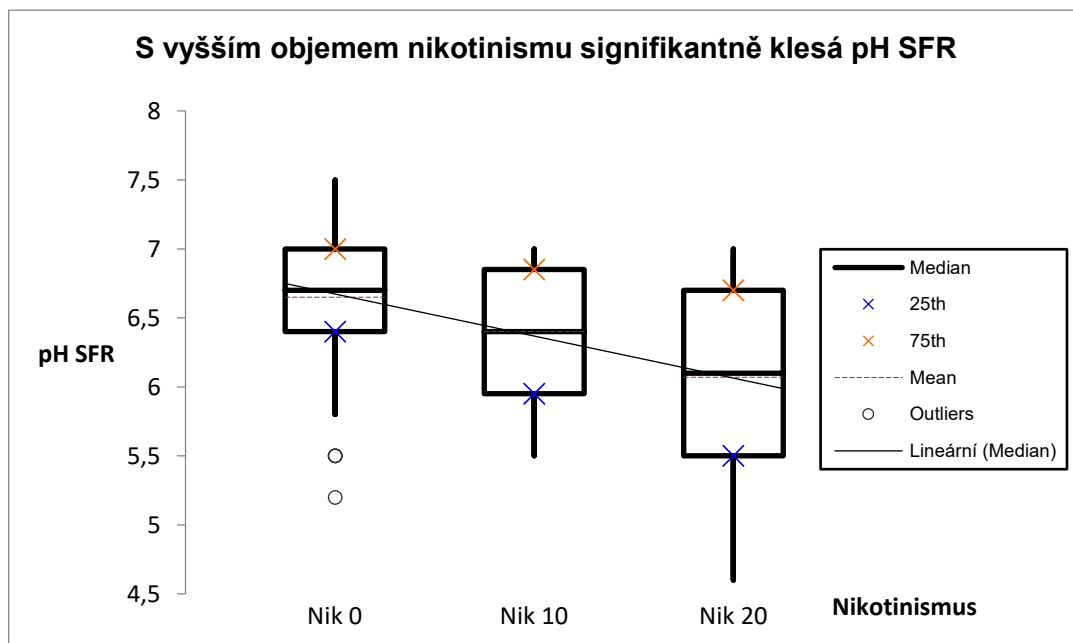 S vyšším objemem nikotinismu signifikantně klesá pH SFR
8
7,5
7
6,5
6
5,5
5
4,5
pH SFR
Nik 0
Nik 10
Nik 20
Nikotinismus
Median
25th
75th
Mean
Outliers
Lineární (Median)